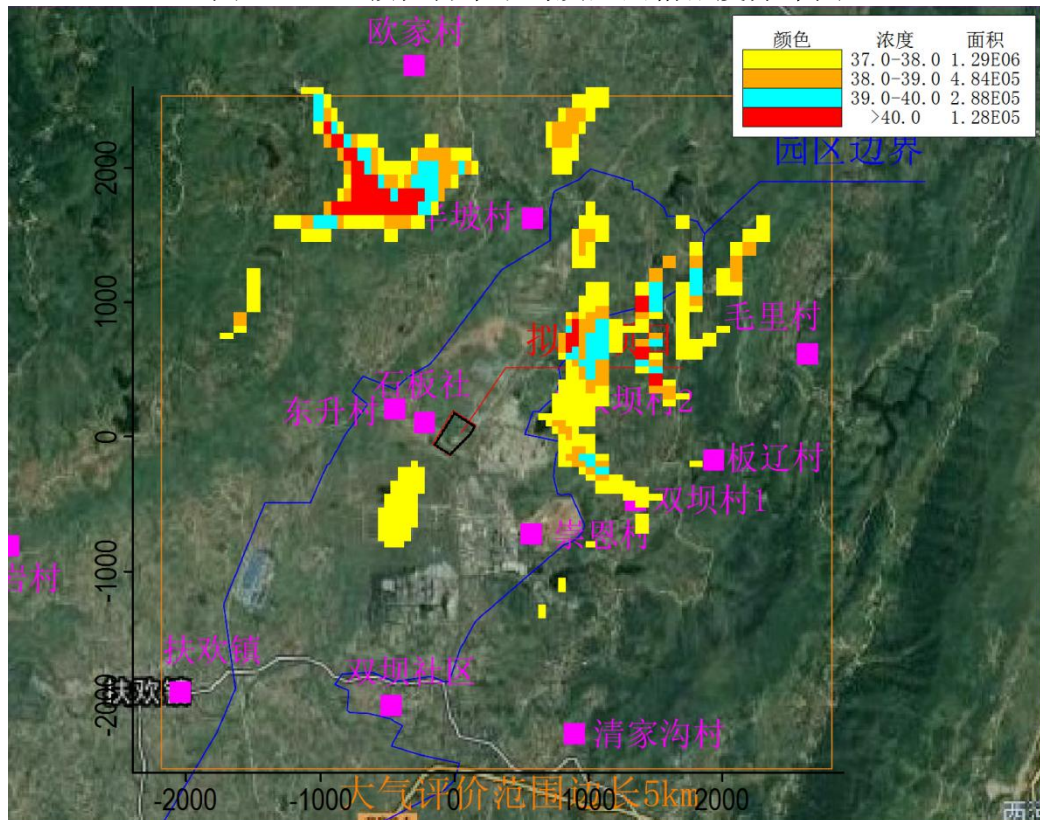 欧家村
颜色 浓度 面积
37.0-38.0 1.29E06
38.0-39.0 4.84E05
39.0-40.0 2.88E05
>40.0 1.28E05
园区边界
2000
坡村
1000
毛里村
拟
石板社
东升村
坝村2
0
板辽村
双坝村1
崇恩村
岩村
-1000
扶欢镇
双坝社区
扶欢
-2000
清家沟村
大气评价范围边长5km
-2000 -1000 0 1000 2000